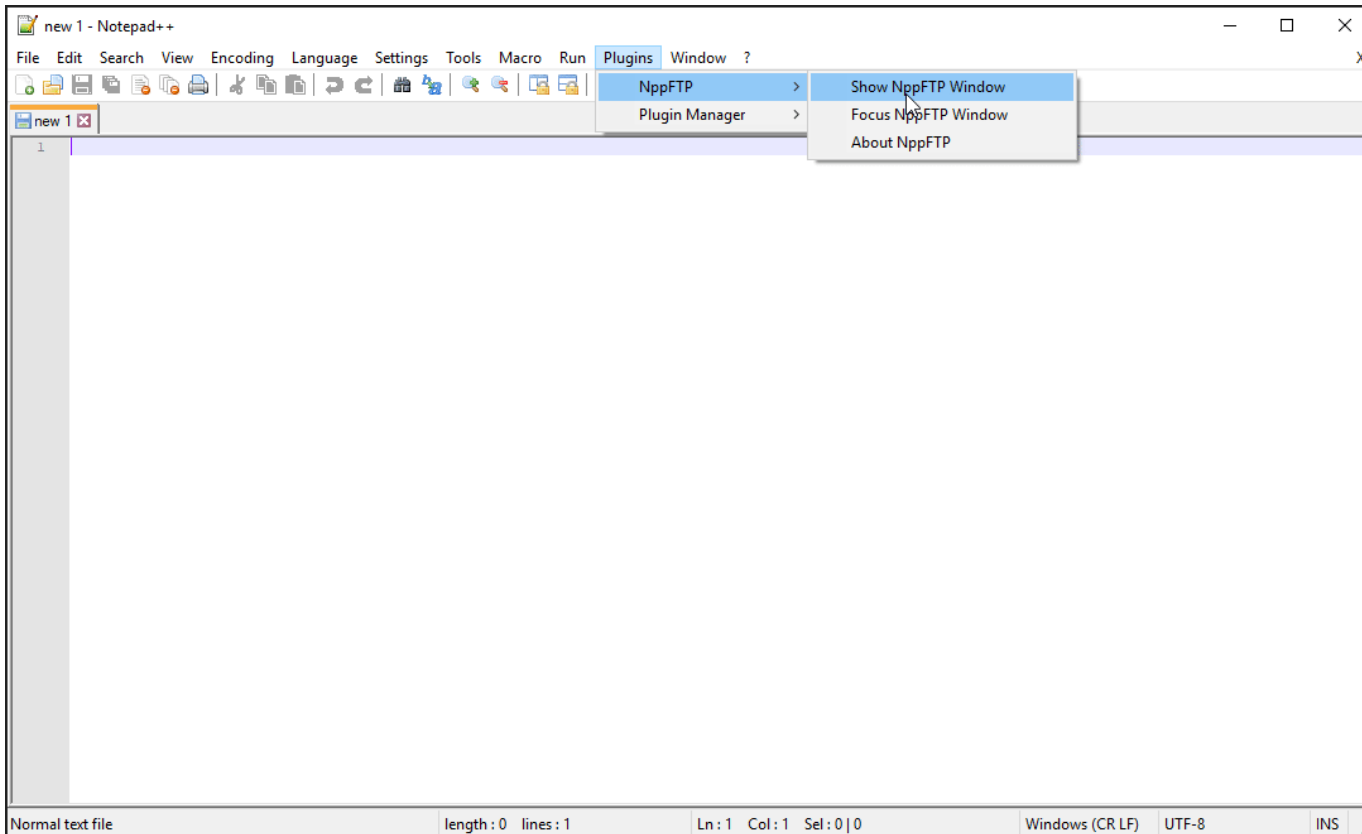 new 1 - Notepad++
File Edit Search View Encoding Language Settings Tools Macro Run Plugins Window ? X
NppFTP > Show NppFTP Window
new 1 Plugin Manager > Focus NppFTP Window
About NppFTP
1
Normal text file length : 0 lines : 1 Ln : 1 Col : 1 Sel : 0 | 0 Windows (CR LF) UTF-8 INS